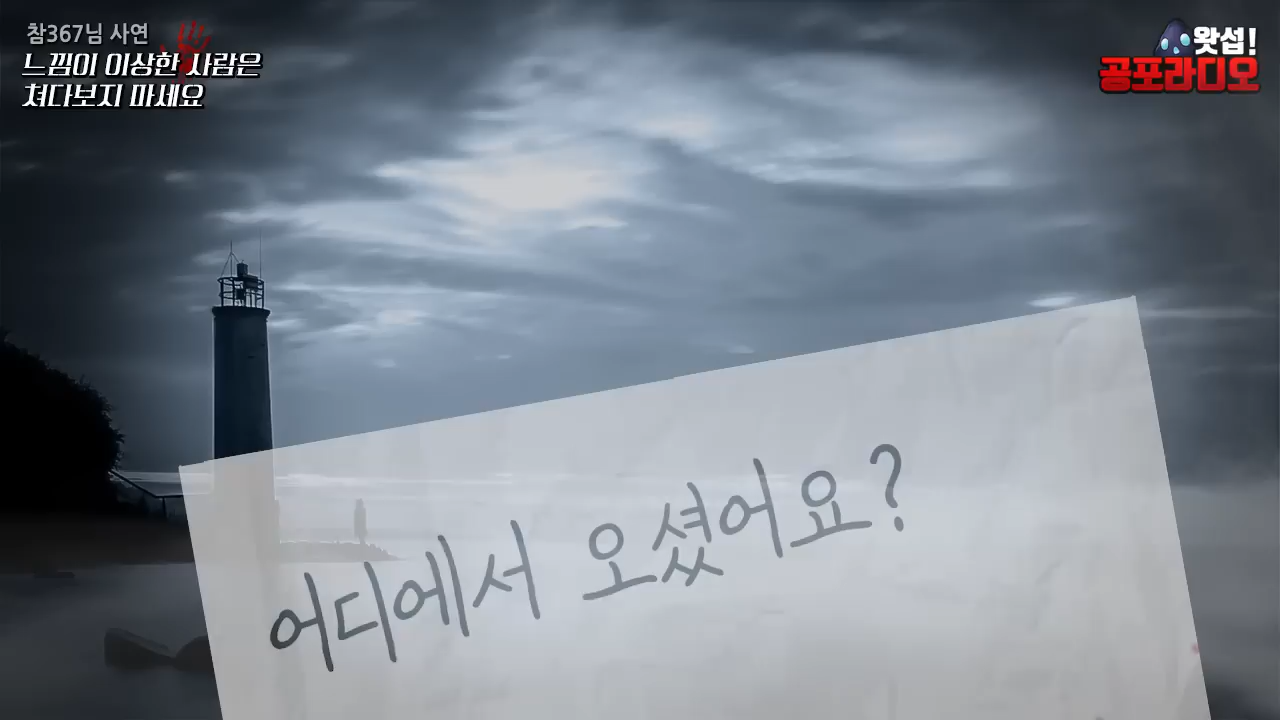 참367님 사연
느낌이 이상한 사람은
쳐다보지 마세요
왓섭!
공포라디오
어디에서 오셨어요?